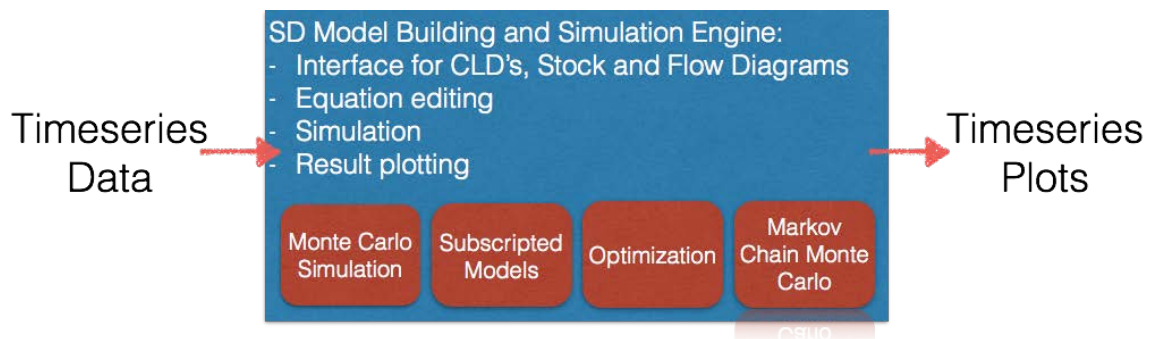 SD Model Building and Simulation Engine:
- Interface for CLD's, Stock and Flow Diagrams
- Equation editing
- Simulation
- Result plotting
Timeseries
Data
Timeseries
Plots
Monte Carlo
Simulation
Subscripted
Models
Optimization
Markov
Chain Monte
Carlo